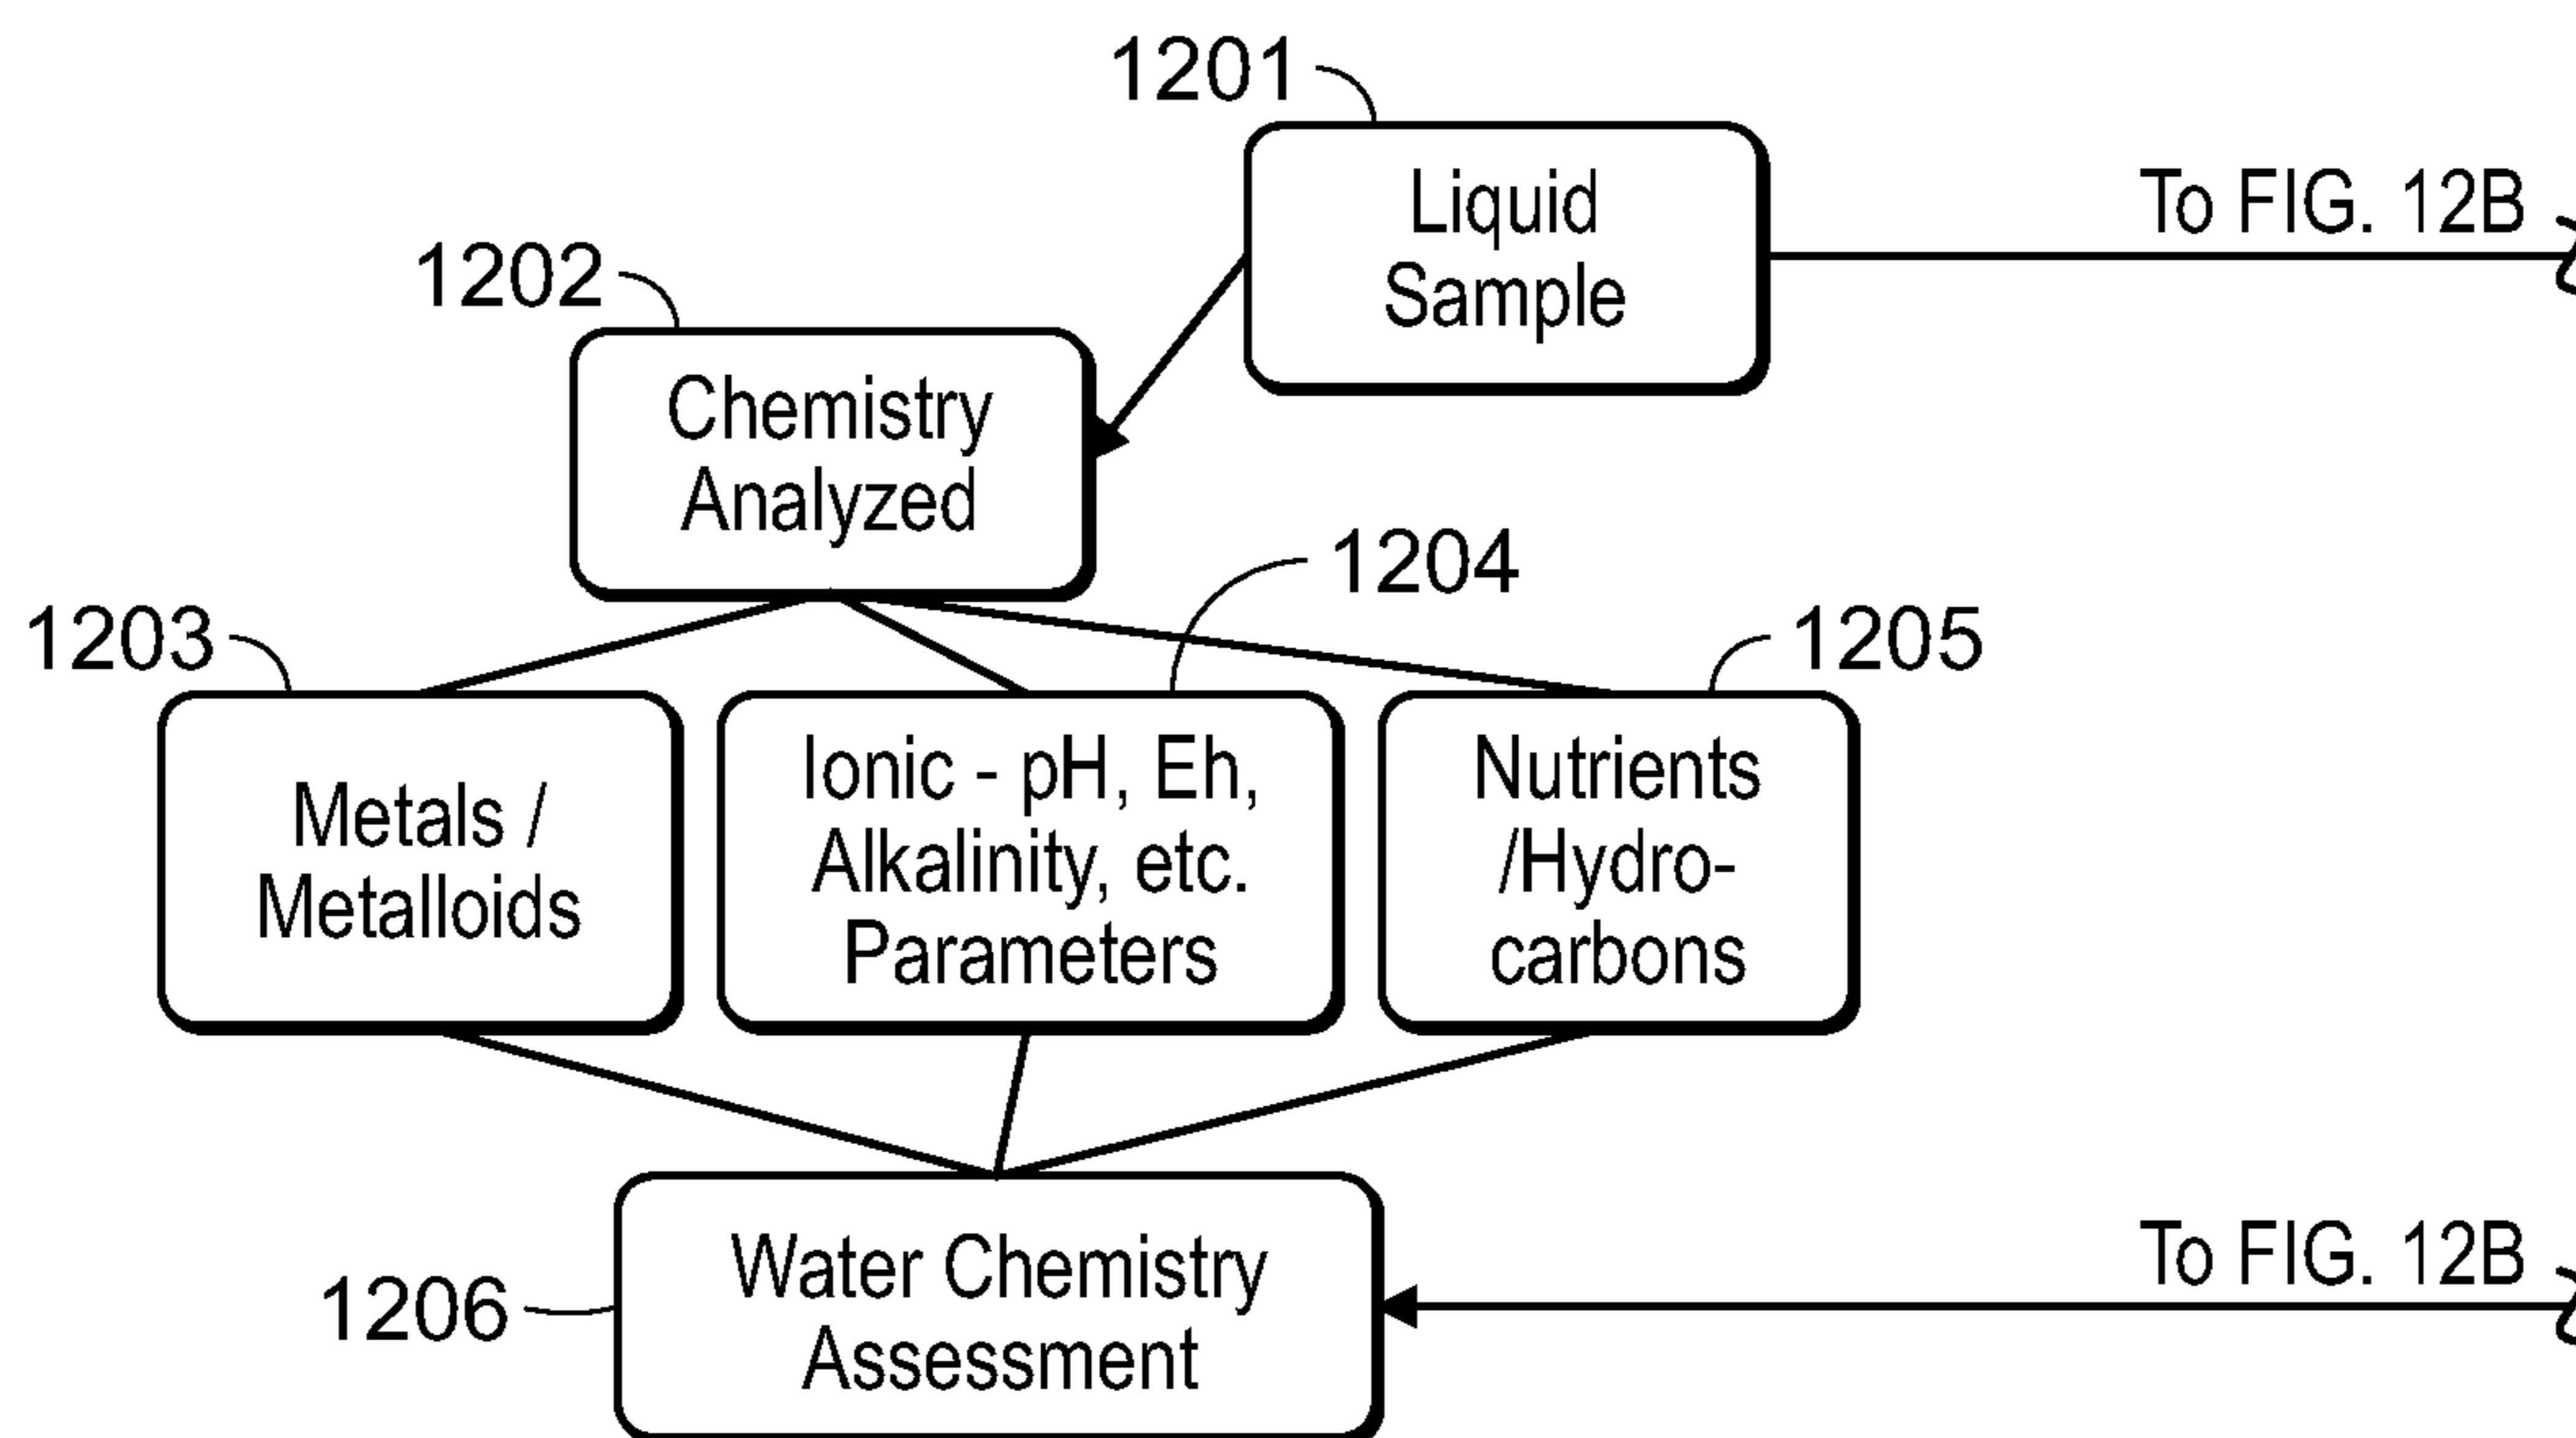 1201
Liquid
Sample
To FIG. 12B
1202
Chemistry
Analyzed
1203
1204
1205
Metals /
Metalloids
Ionic - pH, Eh,
Alkalinity, etc.
Parameters
Nutrients
/Hydro-
carbons
1206
Water Chemistry
Assessment
To FIG. 12B